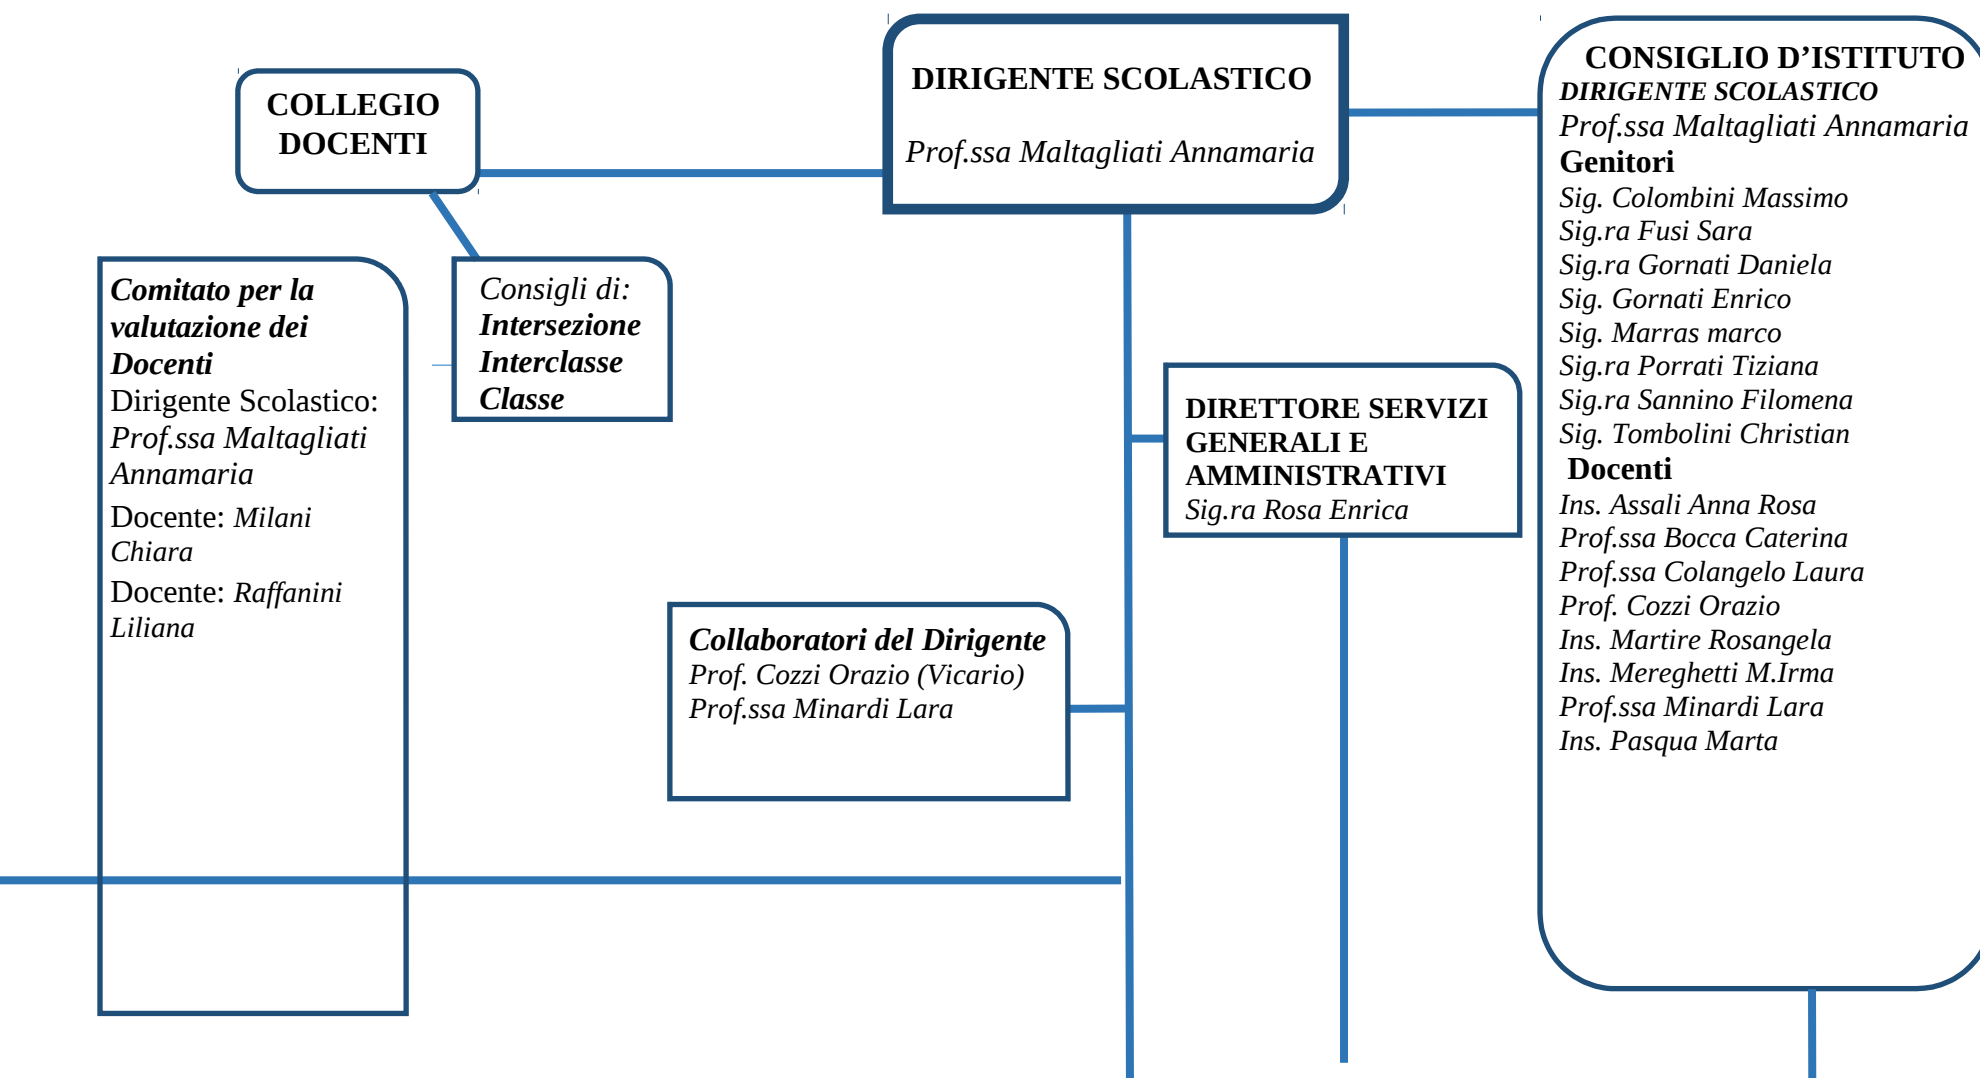 COLLEGIO
DOCENTI
DIRIGENTE SCOLASTICO
Prof.ssa Maltagliati Annamaria
CONSIGLIO D’ISTITUTO
DIRIGENTE SCOLASTICO
Prof.ssa Maltagliati Annamaria
Genitori
Sig. Colombini Massimo
Sig.ra Fusi Sara
Sig.ra Gornati Daniela
Sig. Gornati Enrico
Sig. Marras marco
Sig.ra Porrati Tiziana
Sig.ra Sannino Filomena
Sig. Tombolini Christian
Docenti
Ins. Assali Anna Rosa
Prof.ssa Bocca Caterina
Prof.ssa Colangelo Laura
Prof. Cozzi Orazio
Ins. Martire Rosangela
Ins. Mereghetti M.Irma
Prof.ssa Minardi Lara
Ins. Pasqua Marta
Comitato per la
valutazione dei
Docenti
Dirigente Scolastico:
Prof.ssa Maltagliati
Annamaria
Docente: Milani
Chiara
Docente: Raffanini
Liliana
Consigli di:
Intersezione
Interclasse
Classe
DIRETTORE SERVIZI
GENERALI E
AMMINISTRATIVI
Sig.ra Rosa Enrica
Collaboratori del Dirigente
Prof. Cozzi Orazio (Vicario)
Prof.ssa Minardi Lara